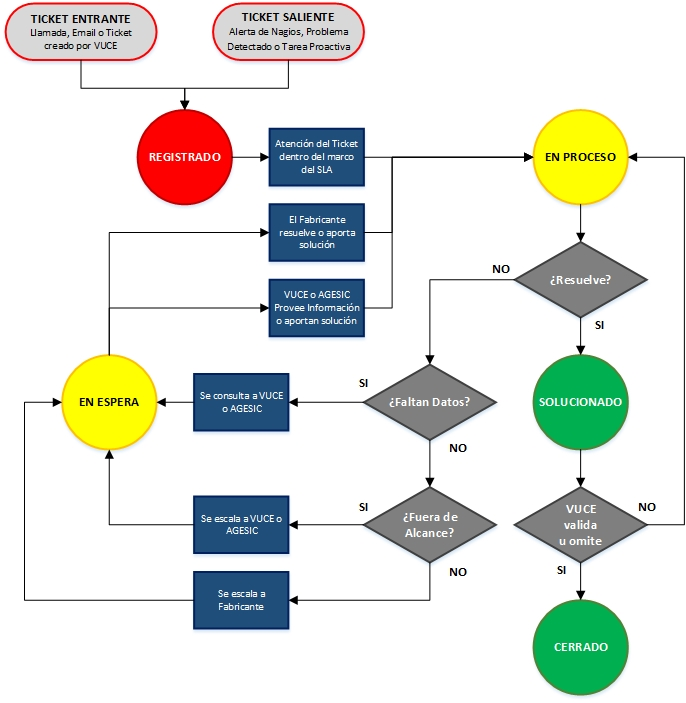 TICKET ENTRANTE
Llamada, Email o Ticket
creado por VUCE
TICKET SALIENTE
Alerta de Nagios, Problema
Detectado o Tarea Proactiva
REGISTRADO
Atención del Ticket
dentro del marco
del SLA
EN PROCESO
El Fabricante
resuelve o aporta
solución
NO
¿Resuelve?
VUCE o AGESIC
Provee Información
o aportan solución
SI
EN ESPERA
Se consulta a VUCE
o AGESIC
SI
¿Faltan Datos?
SOLUCIONADO
NO
Se escala a VUCE o
AGESIC
SI
¿Fuera de
Alcance?
VUCE
valida
u omite
NO
NO
SI
Se escala a
Fabricante
CERRADO